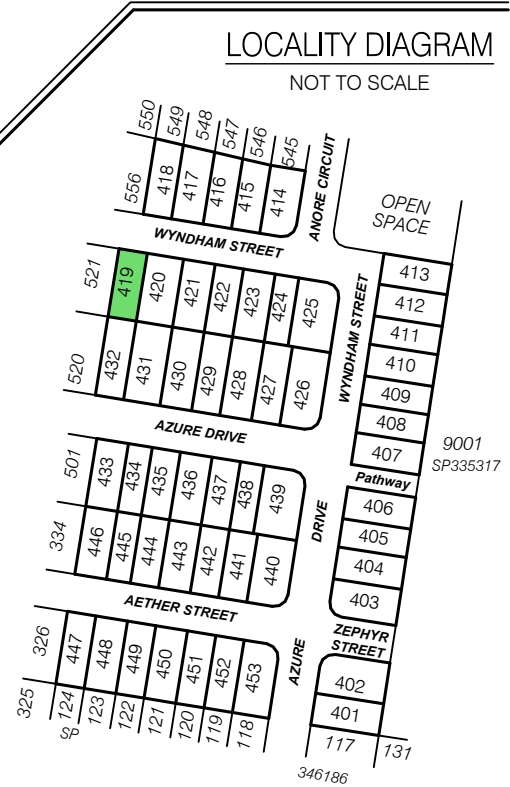 LOCALITY DIAGRAM
NOT TO SCALE
550 549 548 547 546 545
556 418 417 416 415 414
ANORE CIRCUIT
OPEN
SPACE
WYNDHAM STREET
521 419 420 421 422 423 424 425
WYNDHAM STREET
413
412
411
410
409
408
407
520 432 431 430 429 428 427 426
9001
SP335317
Pathway
AZURE DRIVE
501 433 434 435 436 437 438 439
406
405
404
403
334 446 445 444 443 442 441 440
DRIVE
AETHER STREET
ZEPHYR
STREET
326 447 448 449 450 451 452 453
AZURE
402
401
325 124 123 122 121 120 119 118
SP
117 131
346186